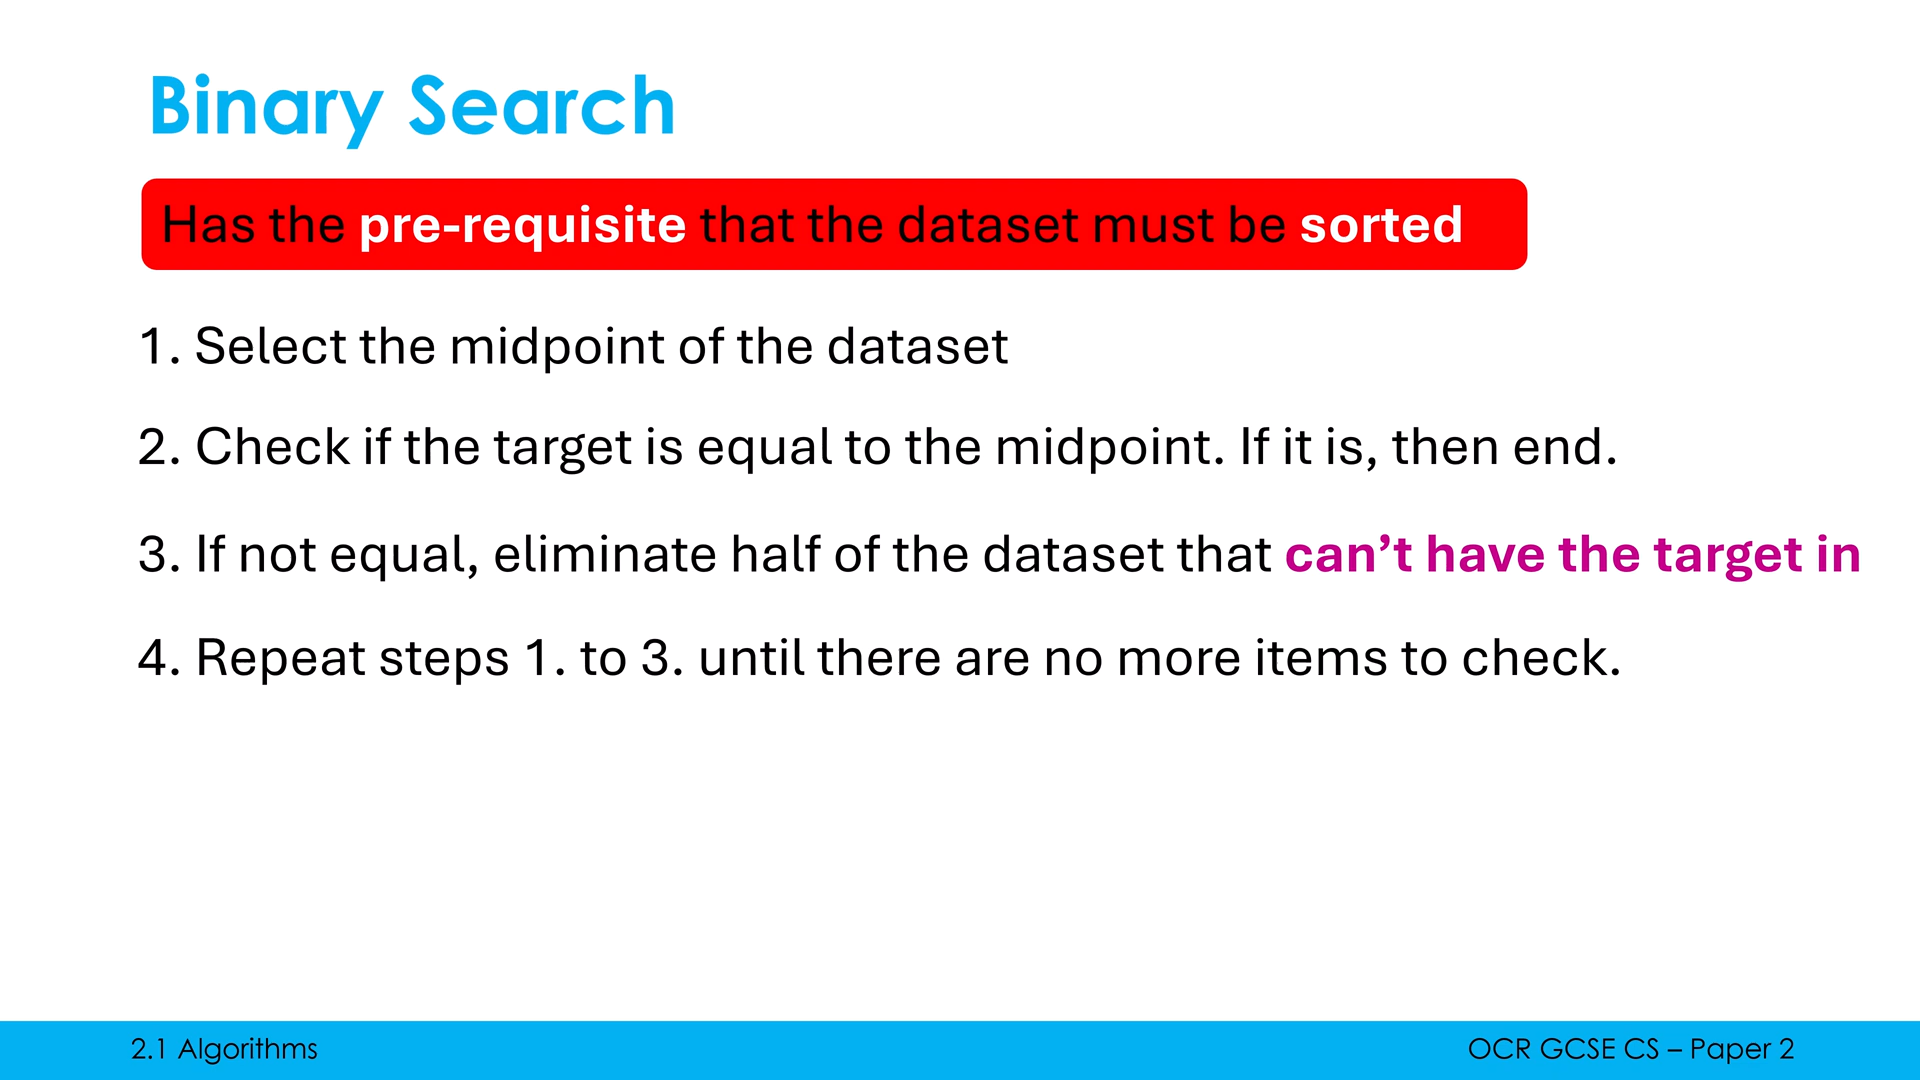 Binary Search
Has the pre-requisite that the dataset must be sorted
1. Select the midpoint of the dataset
2. Check if the target is equal to the midpoint. If it is, then end.
3. If not equal, eliminate half of the dataset that can’t have the target in
4. Repeat steps 1. to 3. until there are no more items to check.
2.1 Algorithms
OCR GCSE CS – Paper 2